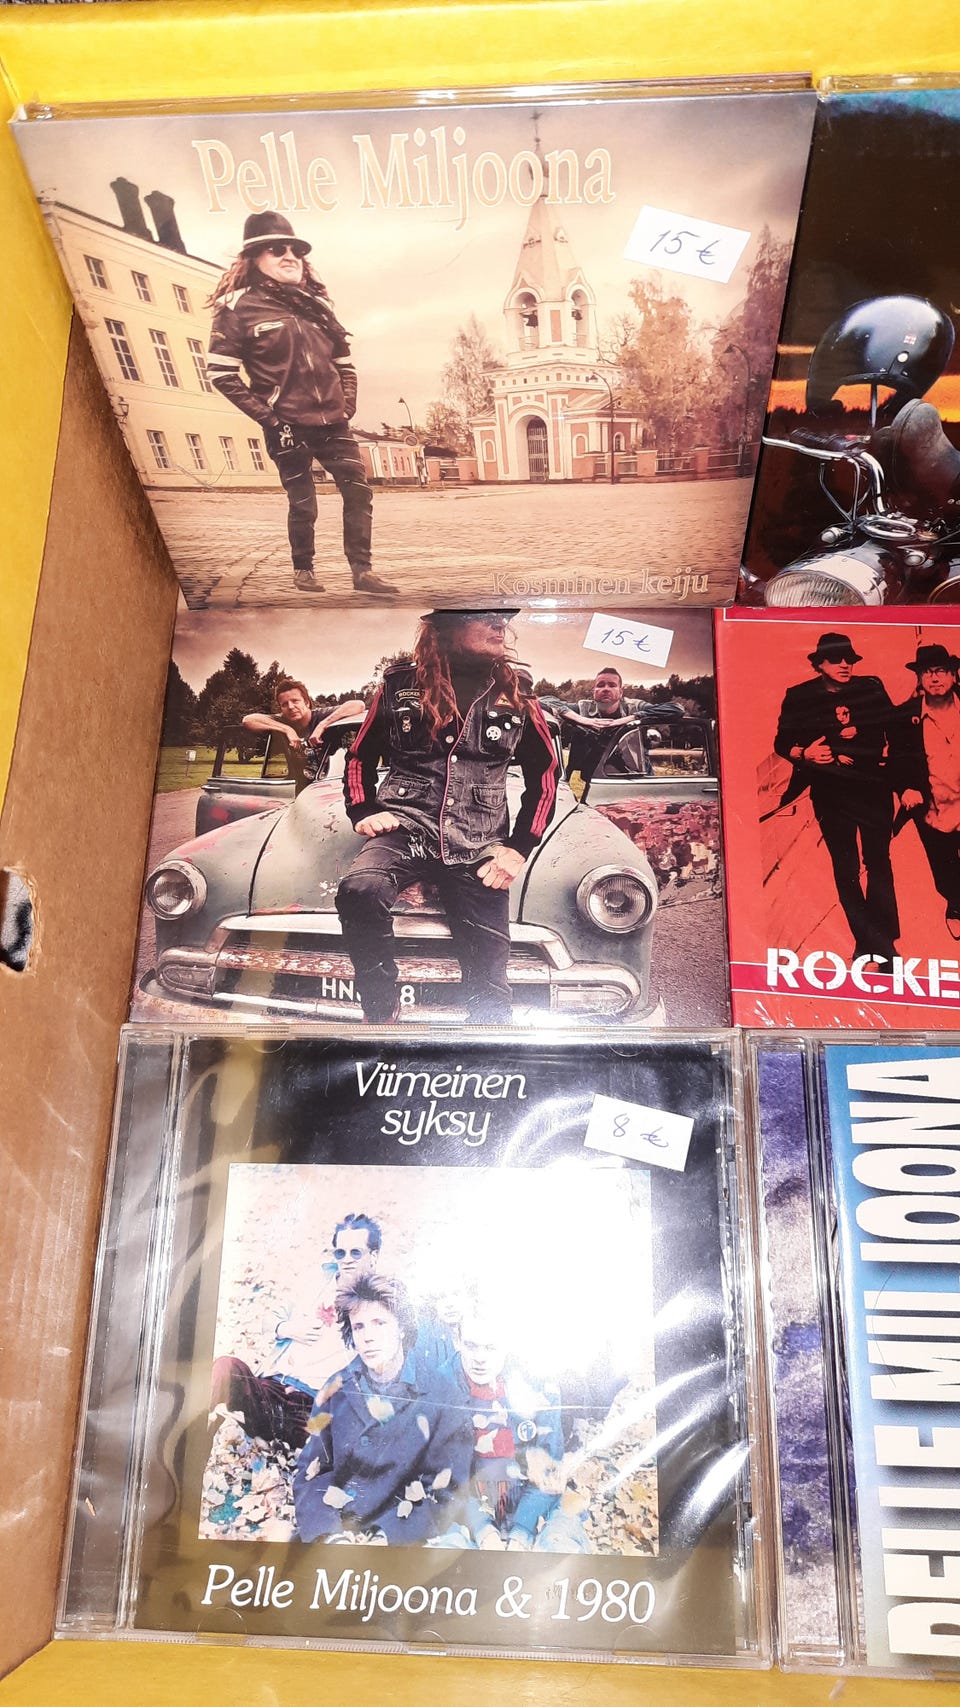 Pelle Miljoona
15 €
Kosminen keiju
15 €
ROCKE
Viimeinen
syksy
8 €
Pelle Miljoona & 1980
PELLE MILJOONA